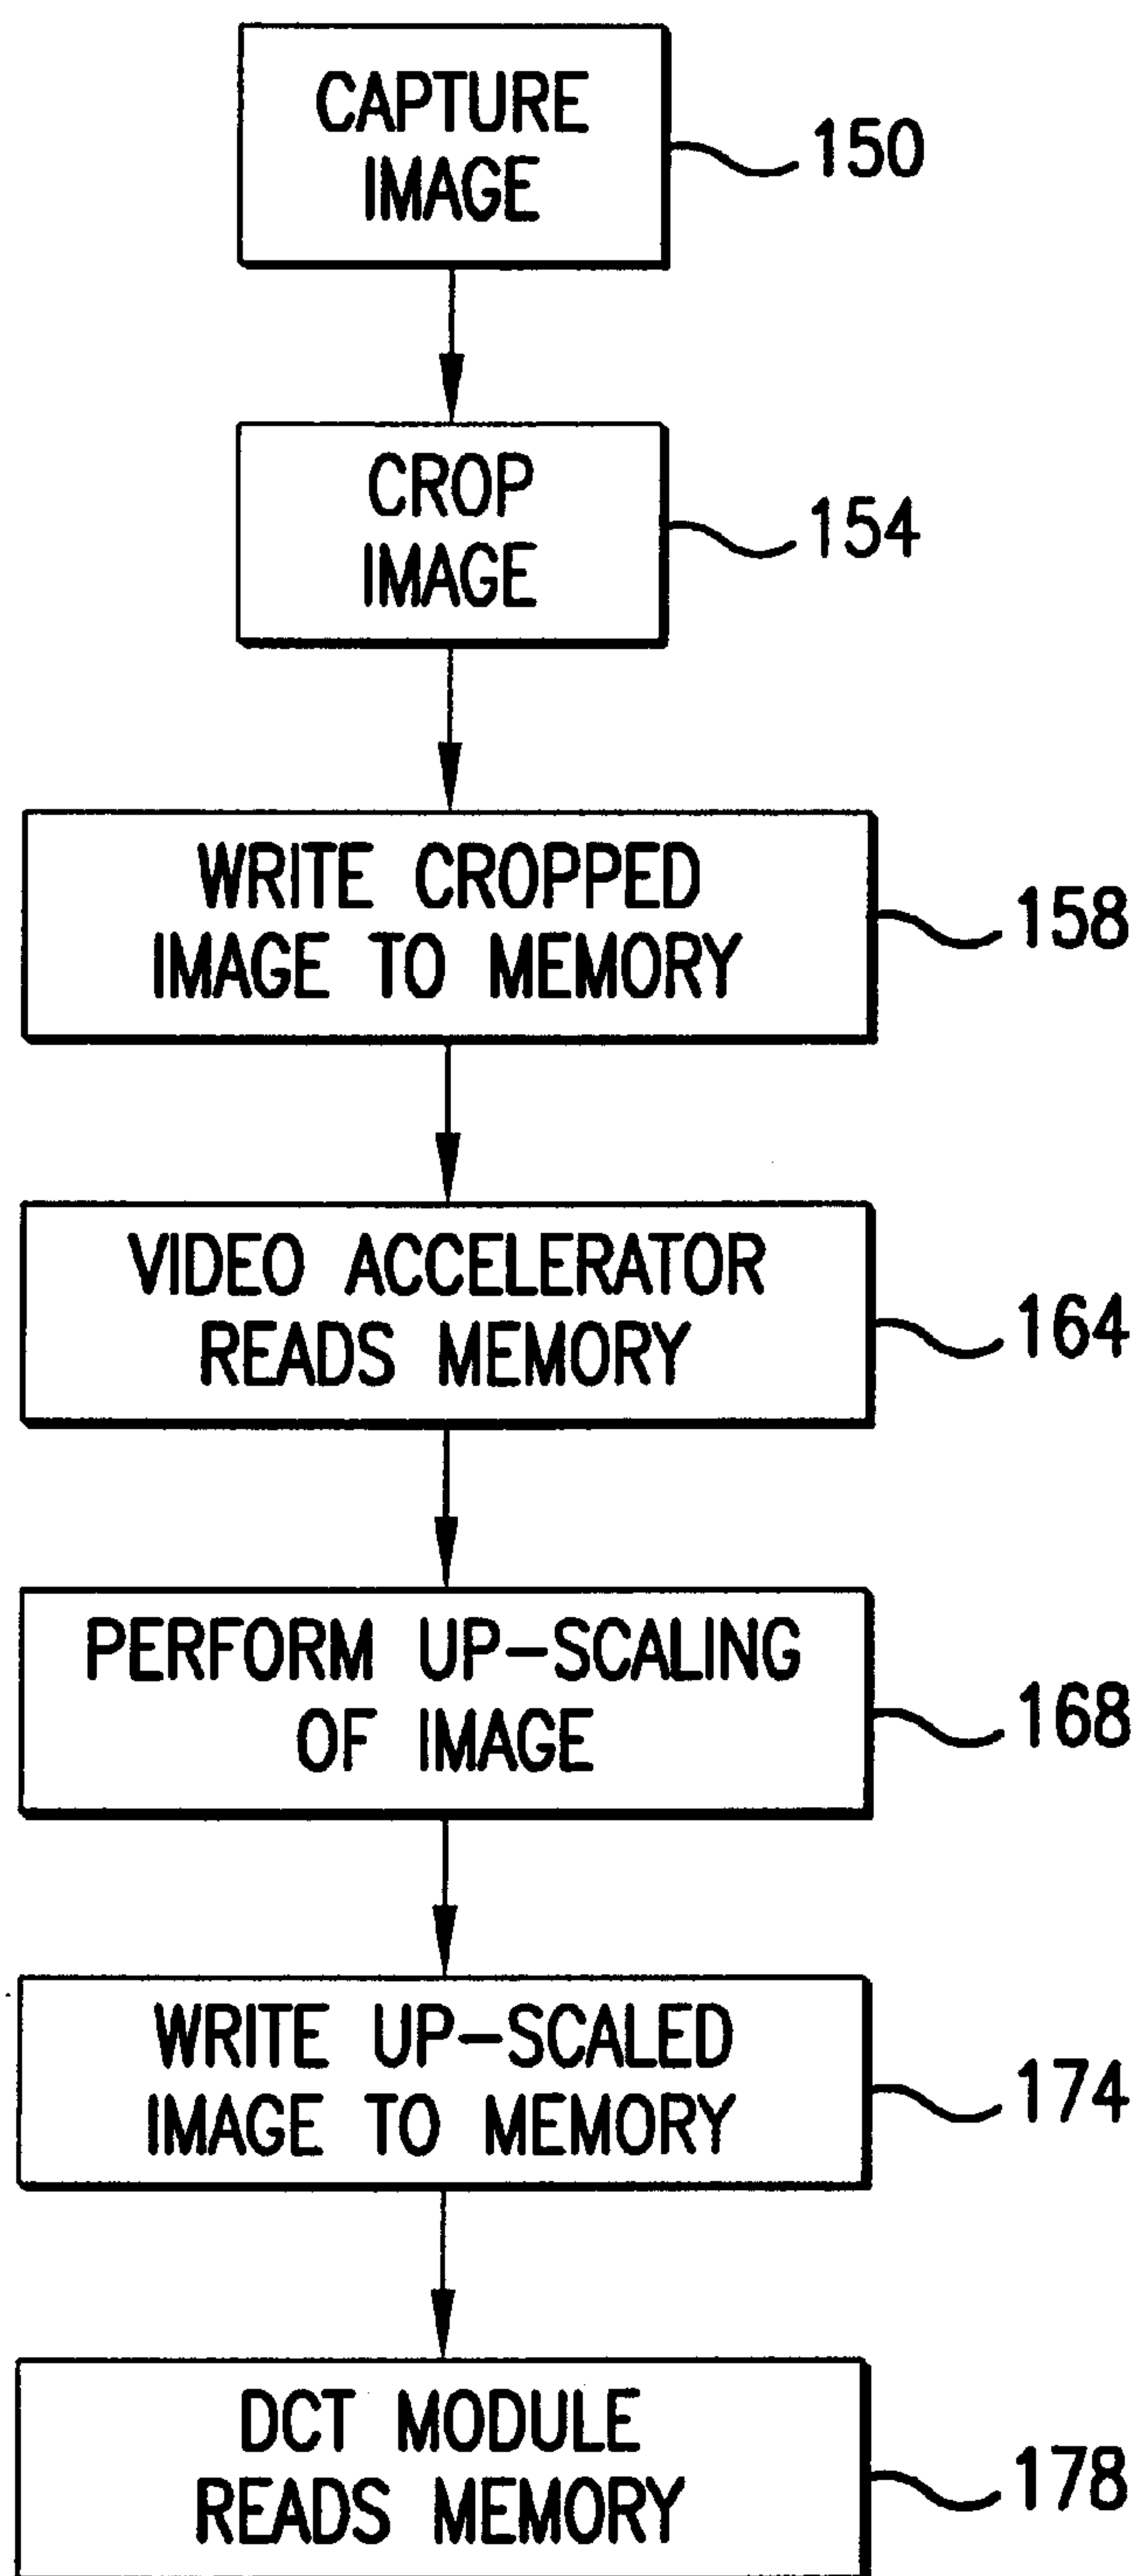 CAPTURE
IMAGE
150
CROP
IMAGE
154
WRITE CROPPED
IMAGE TO MEMORY
158
VIDEO ACCELERATOR
READS MEMORY
164
PERFORM UP-SCALING
OF IMAGE
168
WRITE UP-SCALED
IMAGE TO MEMORY
174
DCT MODULE
READS MEMORY
178